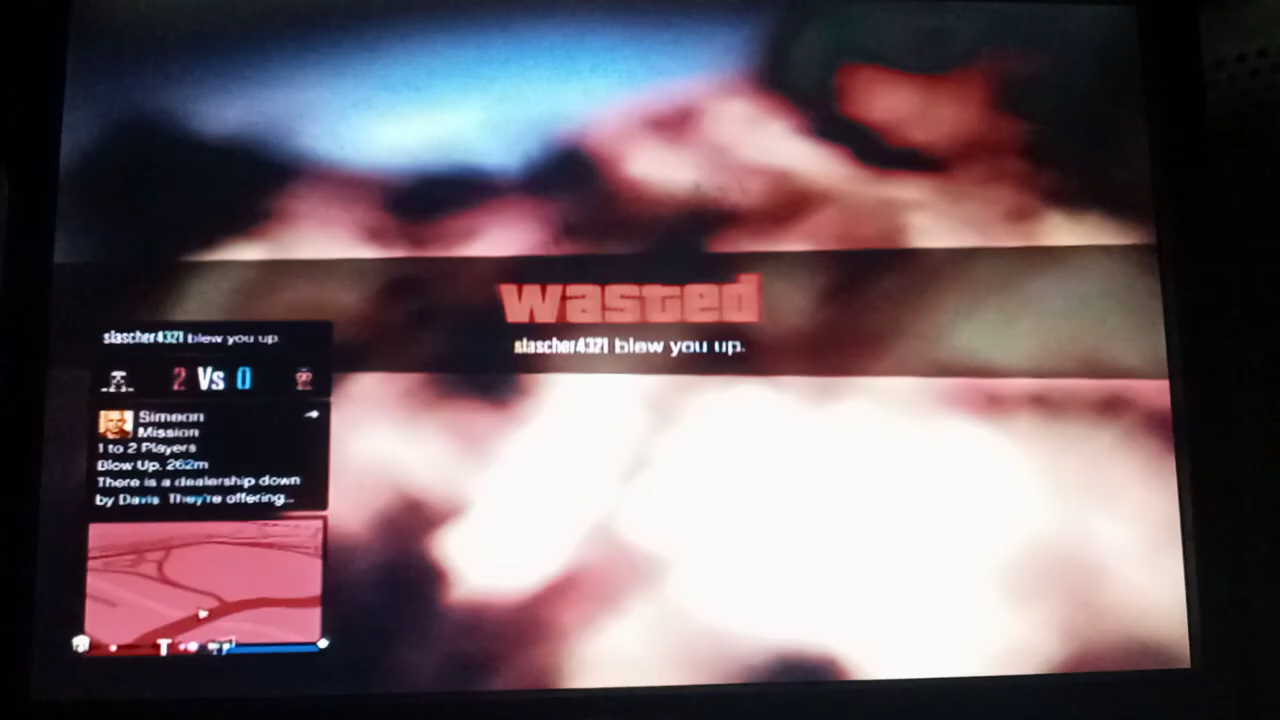 wasted
slascher4321 blew you up.
slascher4321 blew you up.
2 Vs 0
Simeon
Mission
1 to 2 Players
Blow Up, 262m
There is a dealership down
by Davis. They're offering...
T